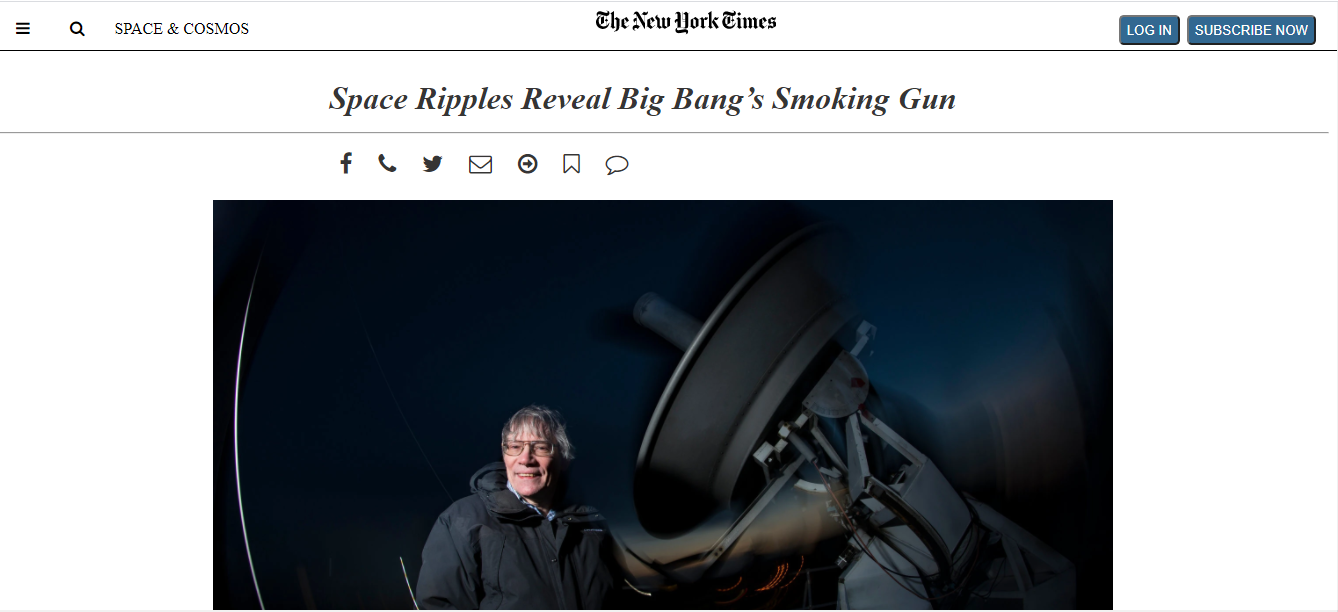 SPACE & COSMOS
The New York Times
LOG IN
SUBSCRIBE NOW
Space Ripples Reveal Big Bang’s Smoking Gun